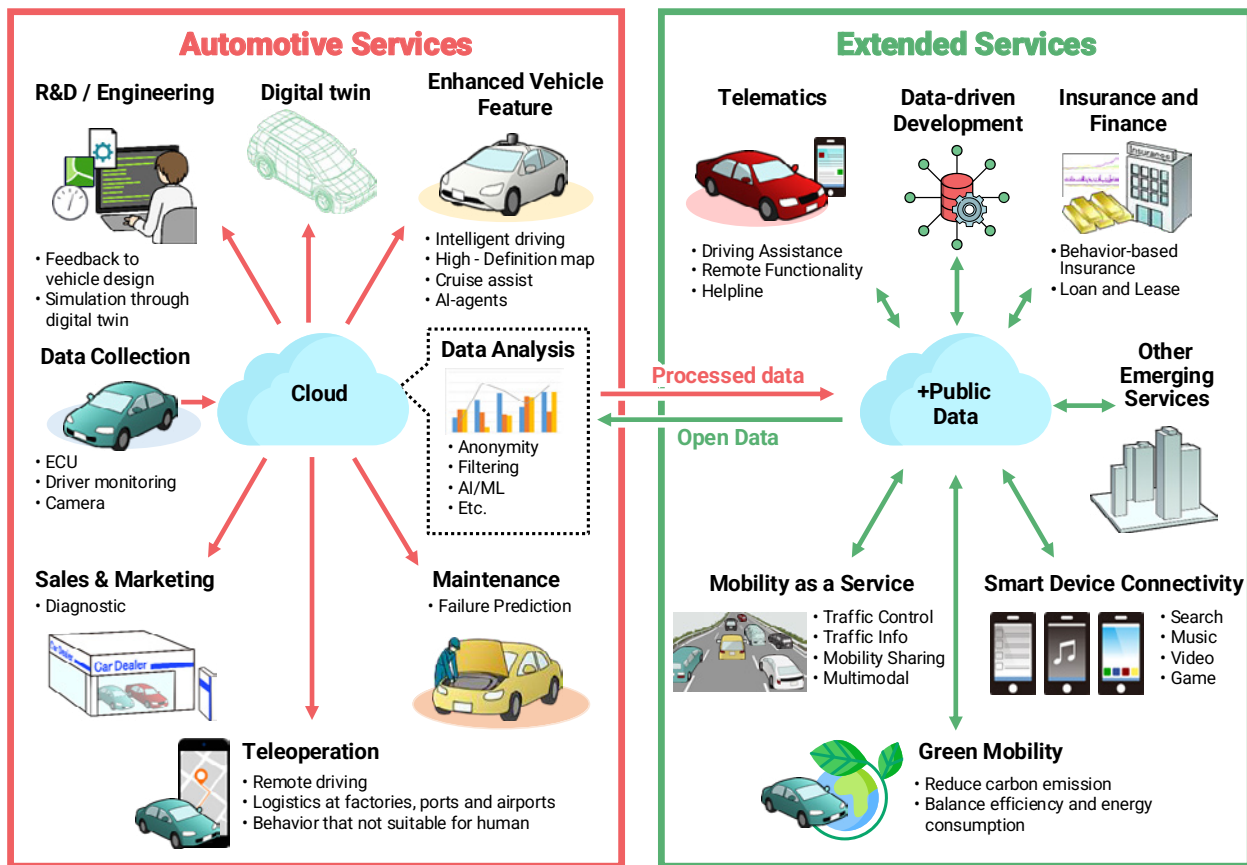 Automotive Services
R&D / Engineering
• Feedback to
vehicle design
• Simulation through
digital twin
Digital twin
Enhanced Vehicle
Feature
• Intelligent driving
• High - Definition map
• Cruise assist
• AI-agents
Data Collection
• ECU
• Driver monitoring
• Camera
Cloud
Data Analysis
• Anonymity
• Filtering
• AI/ML
• Etc.
Sales & Marketing
• Diagnostic
Car Dealer
Car Dealer
Maintenance
• Failure Prediction
Teleoperation
• Remote driving
• Logistics at factories, ports and airports
• Behavior that not suitable for human
Processed data
Open Data
Extended Services
Telematics
• Driving Assistance
• Remote Functionality
• Helpline
Data-driven
Development
Insurance and
Finance
Insurance
• Behavior-based
Insurance
• Loan and Lease
+Public
Data
Other
Emerging
Services
Mobility as a Service
• Traffic Control
• Traffic Info
• Mobility Sharing
• Multimodal
Smart Device Connectivity
• Search
• Music
• Video
• Game
Green Mobility
• Reduce carbon emission
• Balance efficiency and energy
consumption